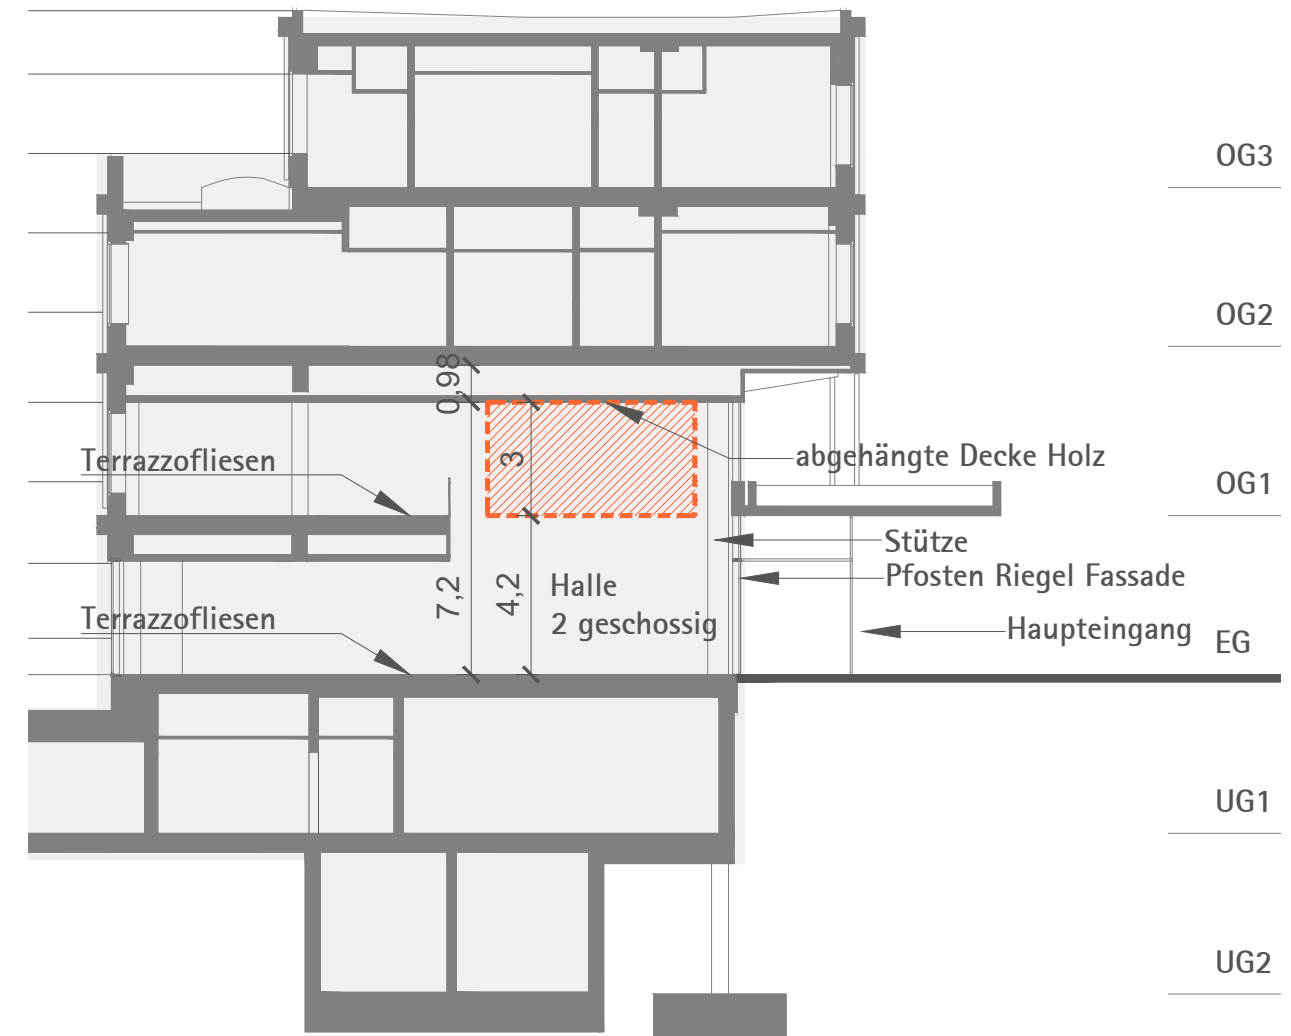 OG3
OG2
0,98
Terrazzofliesen
3
abgehängte Decke Holz
OG1
Stütze
Pfosten Riegel Fassade
7,2
4,2
Halle
2 geschossig
Terrazzofliesen
Haupteingang
EG
UG1
UG2